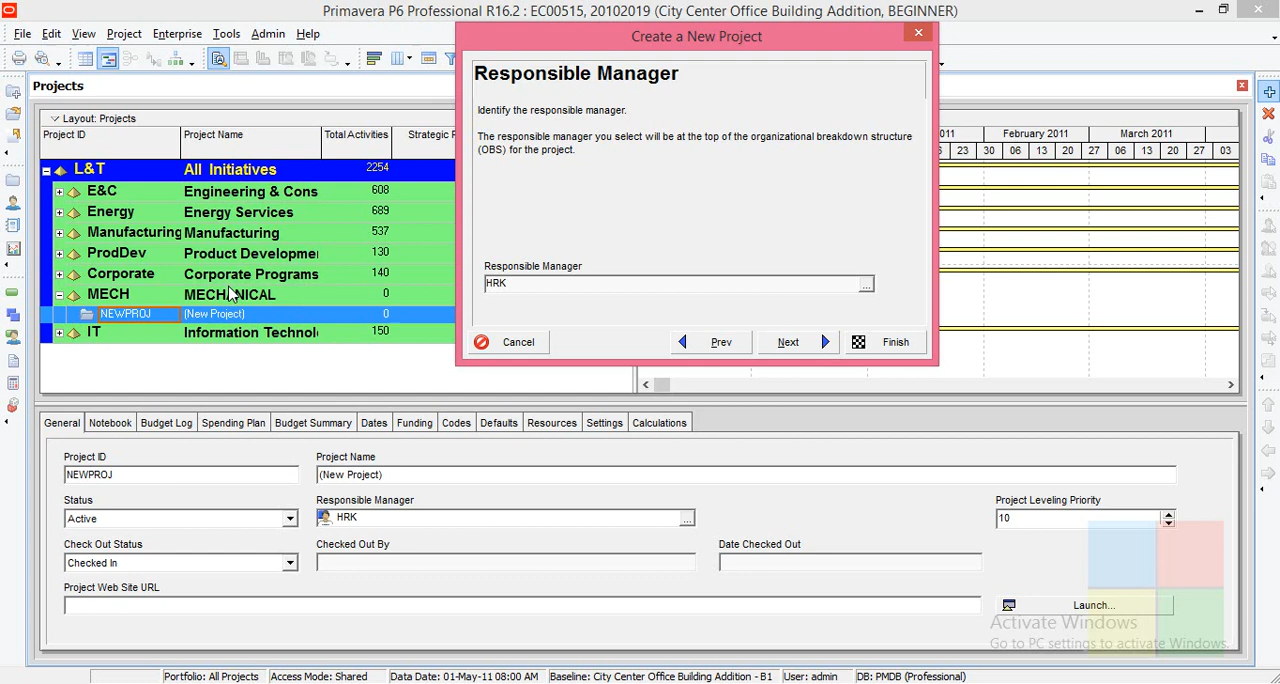 Primavera P6 Professional R16.2 : EC00515, 20102019 (City Center Office Building Addition, BEGINNER)
File Edit View Project Enterprise Tools Admin Help
Create a New Project
Responsible Manager
Identify the responsible manager.
The responsible manager you select will be at the top of the organizational breakdown structure
(OBS) for the project.
Responsible Manager
HRK
...
Cancel Prev Next Finish
Projects
Layout: Projects
Project ID Project Name Total Activities Strategic P
011 February 2011 March 2011
23 30 06 13 20 27 06 13 20 27 03
L&T All Initiatives 2254
E&C Engineering & Cons 608
Energy Energy Services 689
Manufacturing Manufacturing 537
ProdDev Product Developme 130
Corporate Corporate Programs 140
MECH MECHANICAL 0
NEWPROJ (New Project) 0
IT Information Technol 150
General Notebook Budget Log Spending Plan Budget Summary Dates Funding Codes Defaults Resources Settings Calculations
Project ID Project Name
NEWPROJ (New Project)
Status Responsible Manager Project Leveling Priority
Active HRK ... 10
Check Out Status Checked Out By Date Checked Out
Checked In
Project Web Site URL
Launch...
Activate Windows
Go to PC settings to activate Windows.
Portfolio: All Projects Access Mode: Shared Data Date: 01-May-11 08:00 AM Baseline: City Center Office Building Addition - B1 User: admin DB: PMDB (Professional)